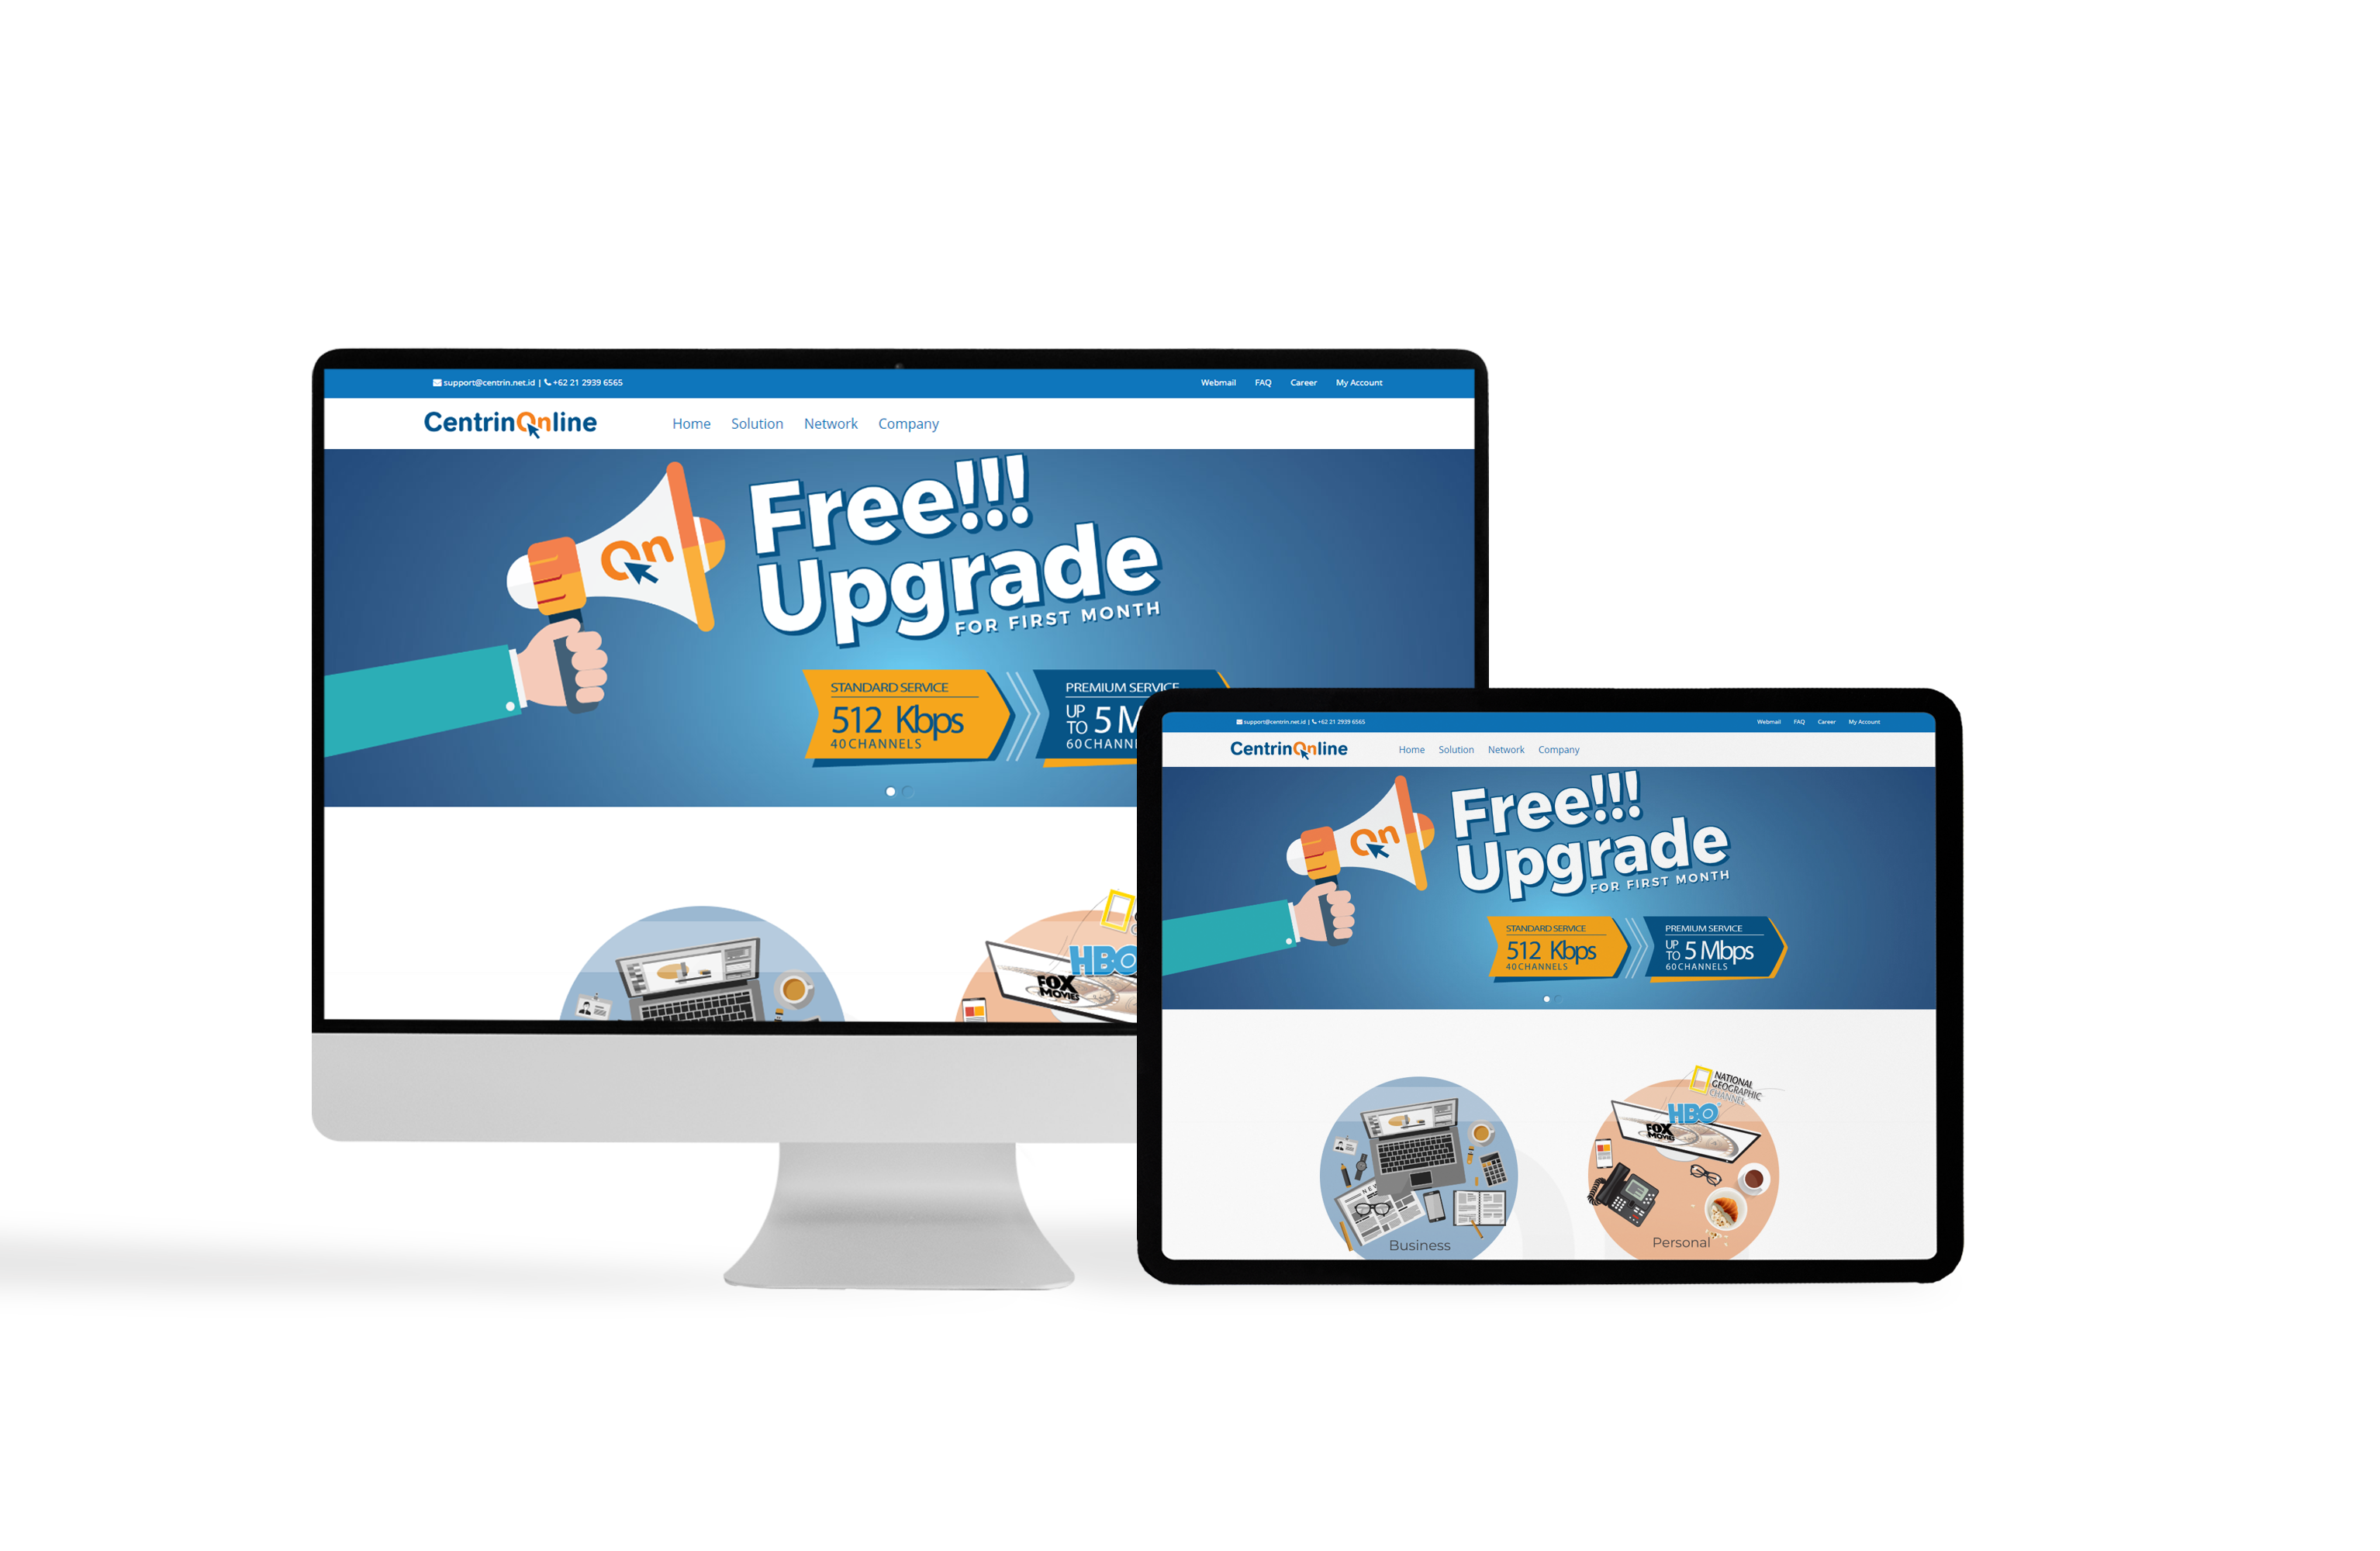 support@centrin.net.id | +62 21 2939 6565
Webmail FAQ Career My Account
CentrinOnline
Home Solution Network Company
On
Free!!!
Upgrade
FOR FIRST MONTH
STANDARD SERVICE
512 Kbps
40 CHANNELS
PREMIUM SERVICE
UP TO 5 M
60 CHANN
HBO
FOX
MOVIES
support@centrin.net.id | +62 21 2939 6565
Webmail FAQ Career My Account
CentrinOnline
Home Solution Network Company
On
Free!!!
Upgrade
FOR FIRST MONTH
STANDARD SERVICE
512 Kbps
40 CHANNELS
PREMIUM SERVICE
UP TO 5 Mbps
60 CHANNELS
NATIONAL
GEOGRAPHIC
CHANNEL
HBO
FOX
MOVIES
Business
Personal